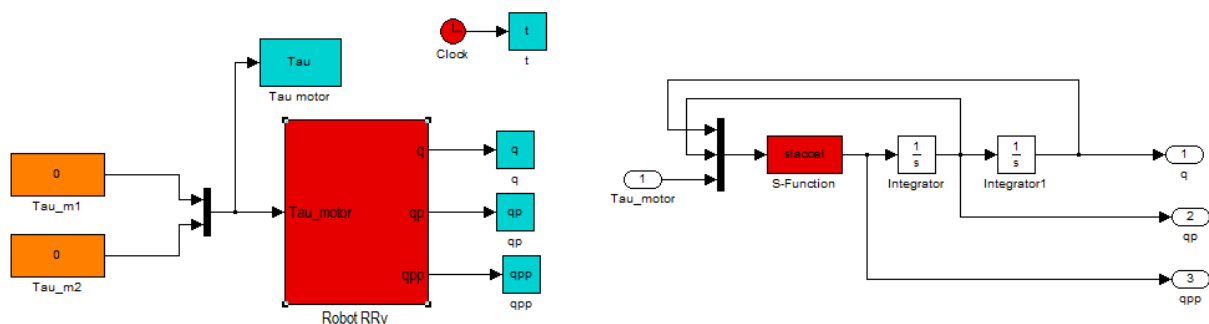 t
Clock
t
Tau
Tau motor
0
Tau_m1
0
Tau_m2
Tau_motor
q
qp
qpp
q
q
qp
qp
qpp
qpp
Robot RRv
1
Tau_motor
slaccel
S-Function
1
s
Integrator
1
s
Integrator1
1
q
2
qp
3
qpp